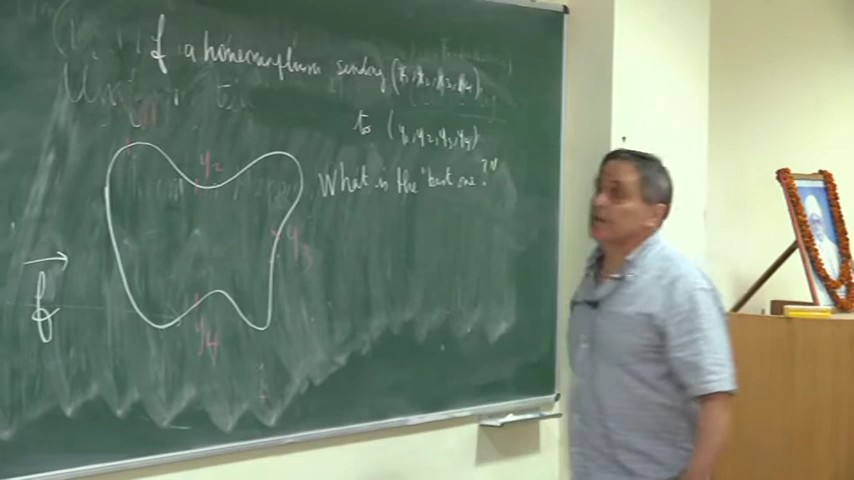 f a homeomorphism sending (x1, x2, x3, x4)
to (y1, y2, y3, y4)
What is the "best one?"
y2
y3
f
y4